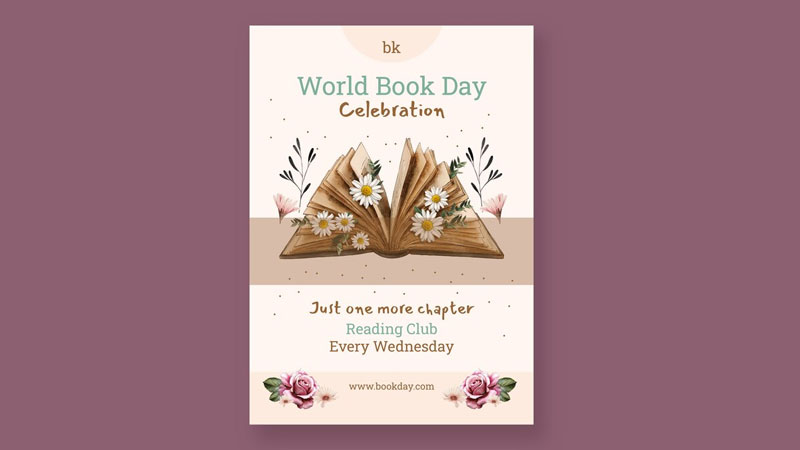 bk
World Book Day
Celebration
Just one more chapter
Reading Club
Every Wednesday
www.bookday.com